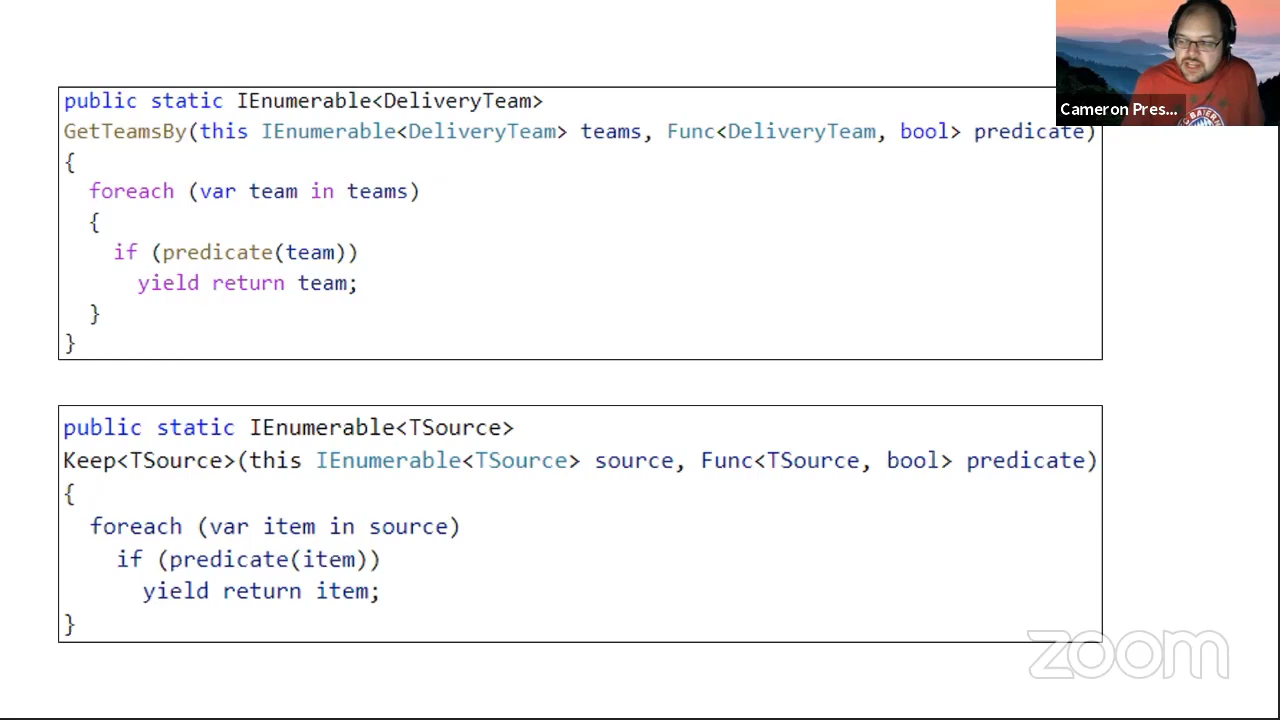 public static IEnumerable<DeliveryTeam>
GetTeamsBy(this IEnumerable<DeliveryTeam> teams, Func<DeliveryTeam, bool> predicate)
{
foreach (var team in teams)
{
if (predicate(team))
yield return team;
}
}
public static IEnumerable<TSource>
Keep<TSource>(this IEnumerable<TSource> source, Func<TSource, bool> predicate)
{
foreach (var item in source)
if (predicate(item))
yield return item;
}
Cameron Pres...
zoom